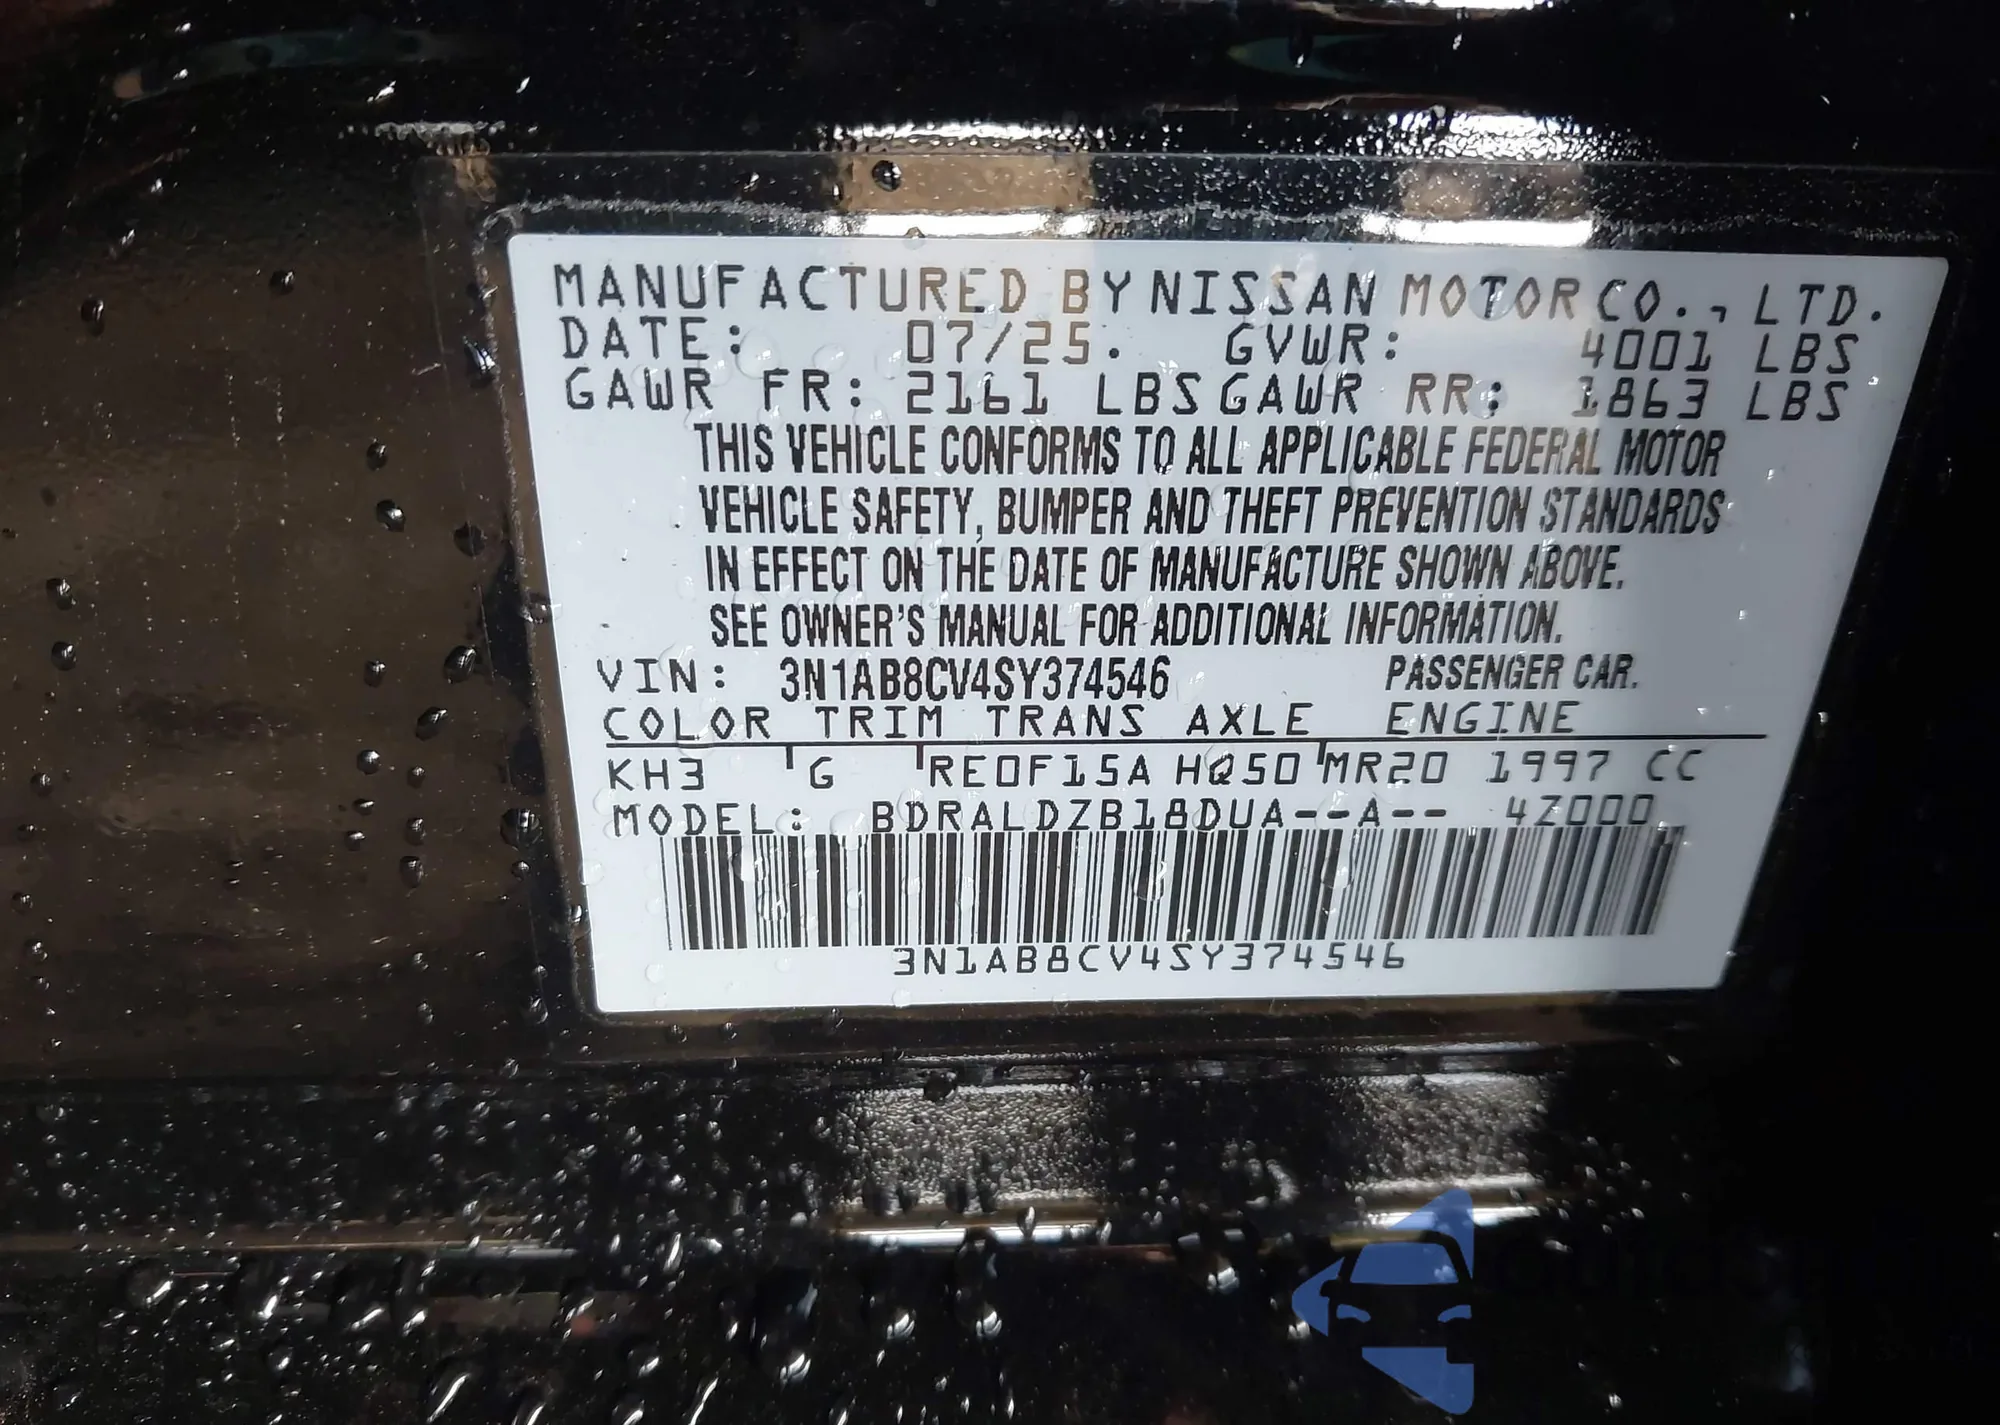 MANUFACTURED BY NISSAN MOTOR CO., LTD.
DATE: 07/25. GVWR: 4001 LBS
GAWR FR: 2161 LBS GAWR RR: 1863 LBS
THIS VEHICLE CONFORMS TO ALL APPLICABLE FEDERAL MOTOR
VEHICLE SAFETY, BUMPER AND THEFT PREVENTION STANDARDS
IN EFFECT ON THE DATE OF MANUFACTURE SHOWN ABOVE.
SEE OWNER'S MANUAL FOR ADDITIONAL INFORMATION.
VIN: 3N1AB8CV4SY374546 PASSENGER CAR.
COLOR TRIM TRANS AXLE ENGINE
KH3 G RE0F15A HQ50 MR20 1997 CC
MODEL: BDRALDZB18DUA--A-- 4Z000
3N1AB8CV4SY374546